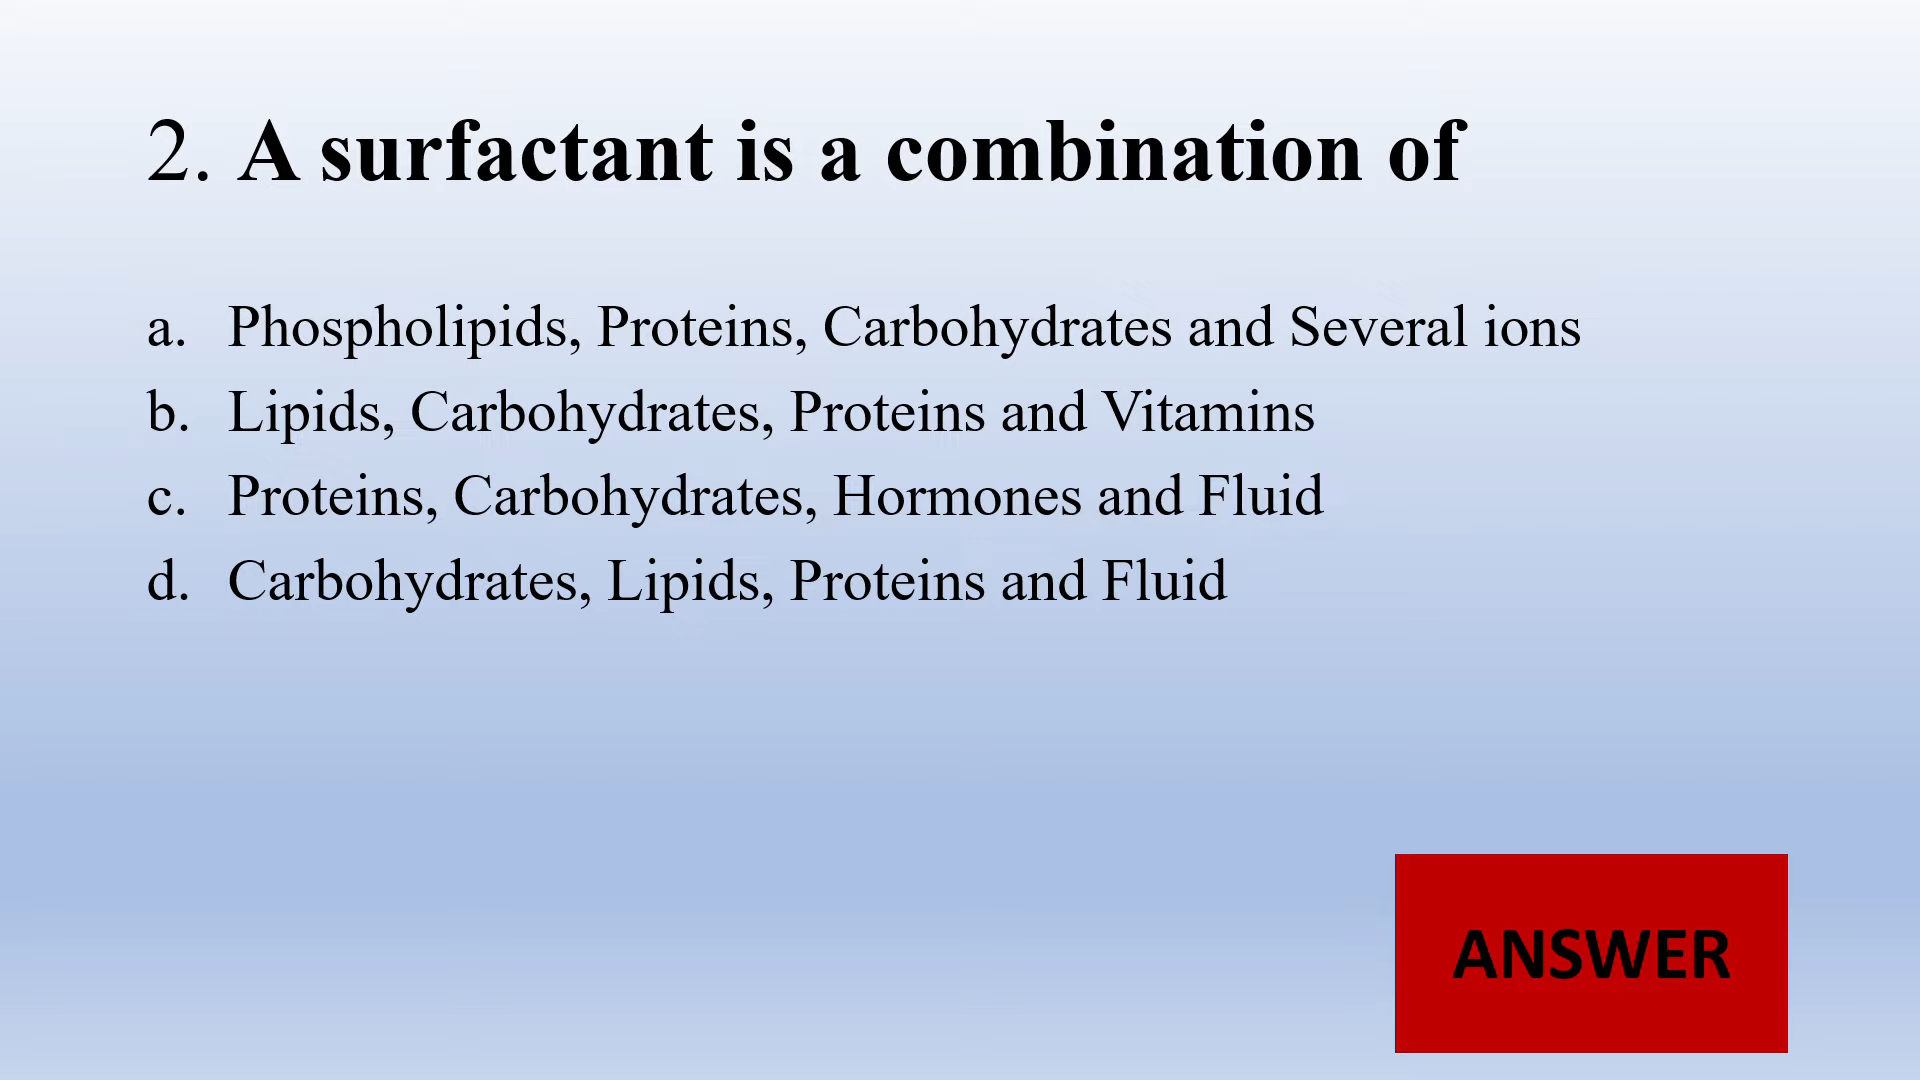 2. A surfactant is a combination of
a. Phospholipids, Proteins, Carbohydrates and Several ions
b. Lipids, Carbohydrates, Proteins and Vitamins
c. Proteins, Carbohydrates, Hormones and Fluid
d. Carbohydrates, Lipids, Proteins and Fluid
ANSWER